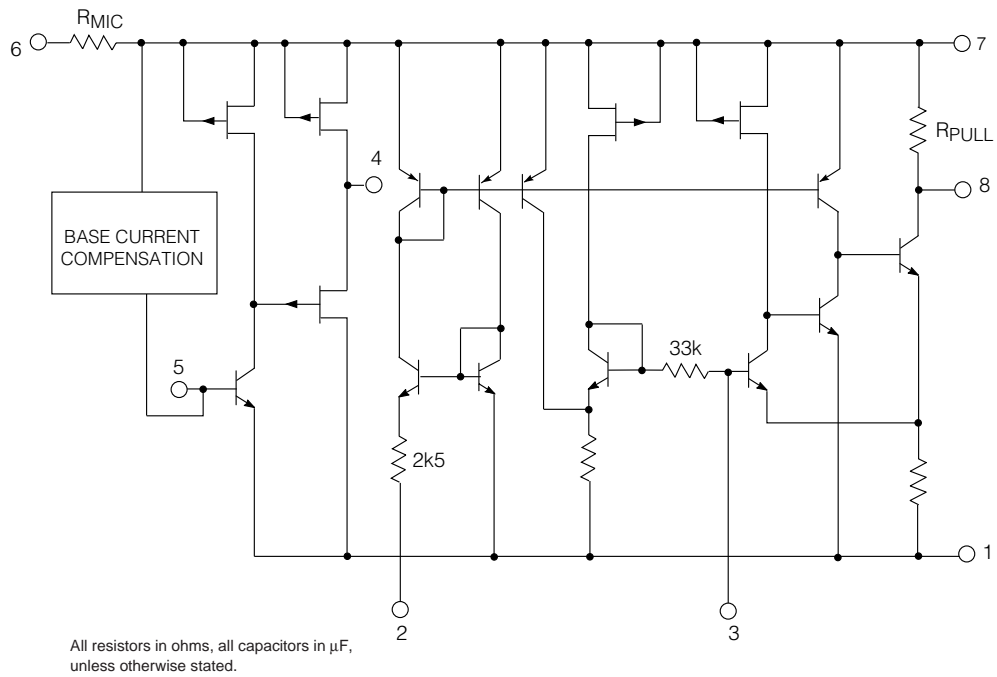 R_MIC
6
7
R_PULL
4
8
BASE CURRENT
COMPENSATION
5
33k
2k5
1
2
3
All resistors in ohms, all capacitors in µF,
unless otherwise stated.